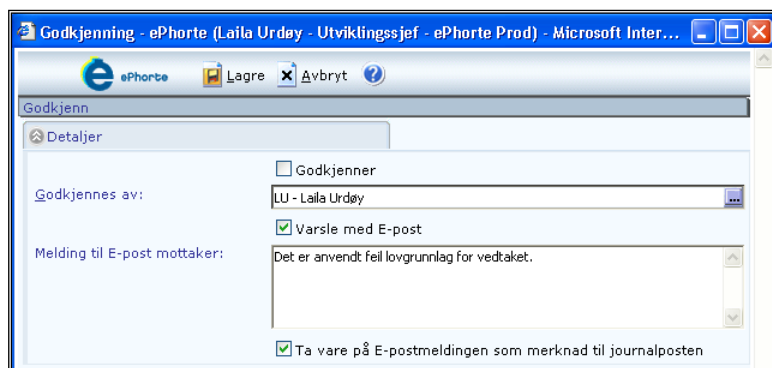 Godkjenning - ePhorte (Laila Urdøy - Utviklingssjef - ePhorte Prod) - Microsoft Inter...
ePhorte Lagre Avbryt
Godkjenn
Detaljer
Godkjenner
Godkjennes av: LU - Laila Urdøy ...
Varsle med E-post
Melding til E-post mottaker: Det er anvendt feil lovgrunnlag for vedtaket.
Ta vare på E-postmeldingen som merknad til journalposten